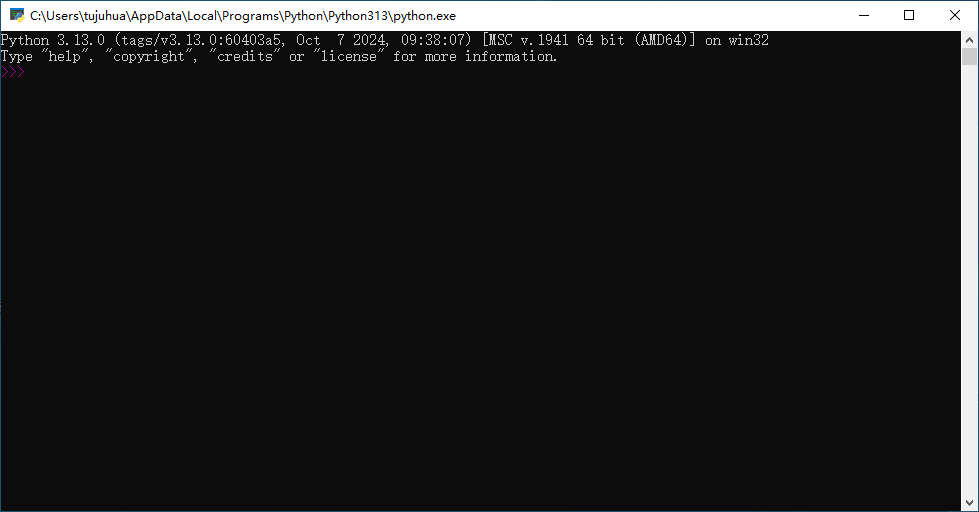 C:\Users\tujuhua\AppData\Local\Programs\Python\Python313\python.exe
Python 3.13.0 (tags/v3.13.0:60403a5, Oct  7 2024, 09:38:07) [MSC v.1941 64 bit (AMD64)] on win32
Type "help", "copyright", "credits" or "license" for more information.
>>>